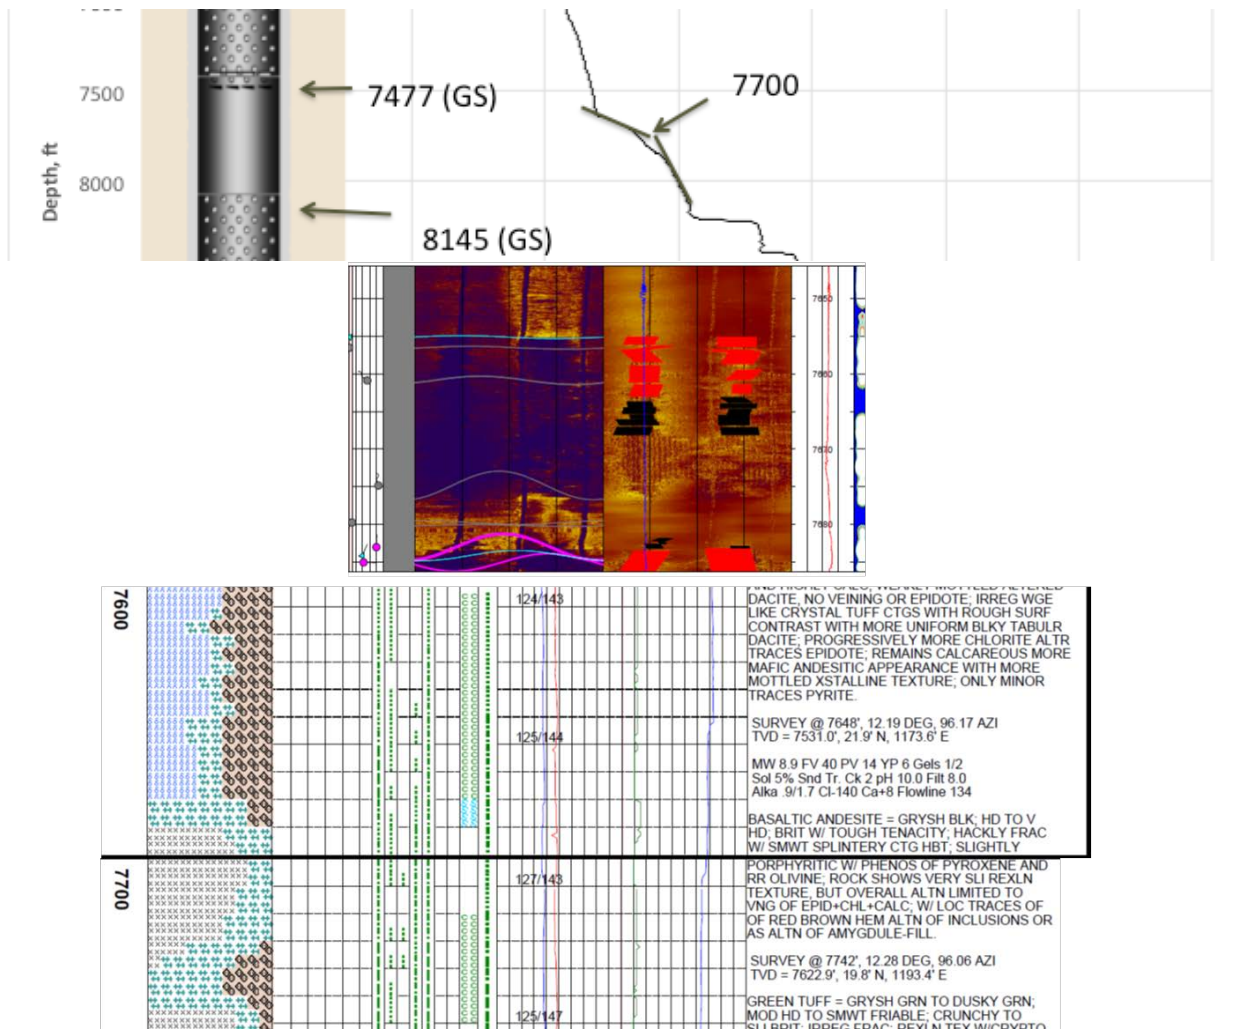 7500
7477 (GS)
7700
Depth, ft
8000
8145 (GS)
7650
7660
7670
7680
7600
124/143
DACITE, NO VEINING OR EPIDOTE; IRREG WGE
LIKE CRYSTAL TUFF CTGS WITH ROUGH SURF
CONTRAST WITH MORE UNIFORM BLKY TABULR
DACITE; PROGRESSIVELY MORE CHLORITE ALTR
TRACES EPIDOTE; REMAINS CALCAREOUS MORE
MAFIC ANDESITIC APPEARANCE WITH MORE
MOTTLED XSTALLINE TEXTURE; ONLY MINOR
TRACES PYRITE.
SURVEY @ 7648', 12.19 DEG, 96.17 AZI
125/144
TVD = 7531.0', 21.9' N, 1173.6' E
MW 8.9 FV 40 PV 14 YP 6 Gels 1/2
Sol 5% Snd Tr. Ck 2 pH 10.0 Filt 8.0
Alka .9/1.7 Cl-140 Ca+8 Flowline 134
BASALTIC ANDESITE = GRYSH BLK; HD TO V
HD; BRIT W/ TOUGH TENACITY; HACKLY FRAC
W/ SMWT SPLINTERY CTG HBT; SLIGHTLY
7700
127/143
PORPHYRITIC W/ PHENOS OF PYROXENE AND
RR OLIVINE; ROCK SHOWS VERY SLI REXLN
TEXTURE, BUT OVERALL ALTN LIMITED TO
VNG OF EPID+CHL+CALC; W/ LOC TRACES OF
OF RED BROWN HEM ALTN OF INCLUSIONS OR
AS ALTN OF AMYGDULE-FILL.
SURVEY @ 7742', 12.28 DEG, 96.06 AZI
TVD = 7622.9', 19.8' N, 1193.4' E
GREEN TUFF = GRYSH GRN TO DUSKY GRN;
125/147
MOD HD TO SMWT FRIABLE; CRUNCHY TO